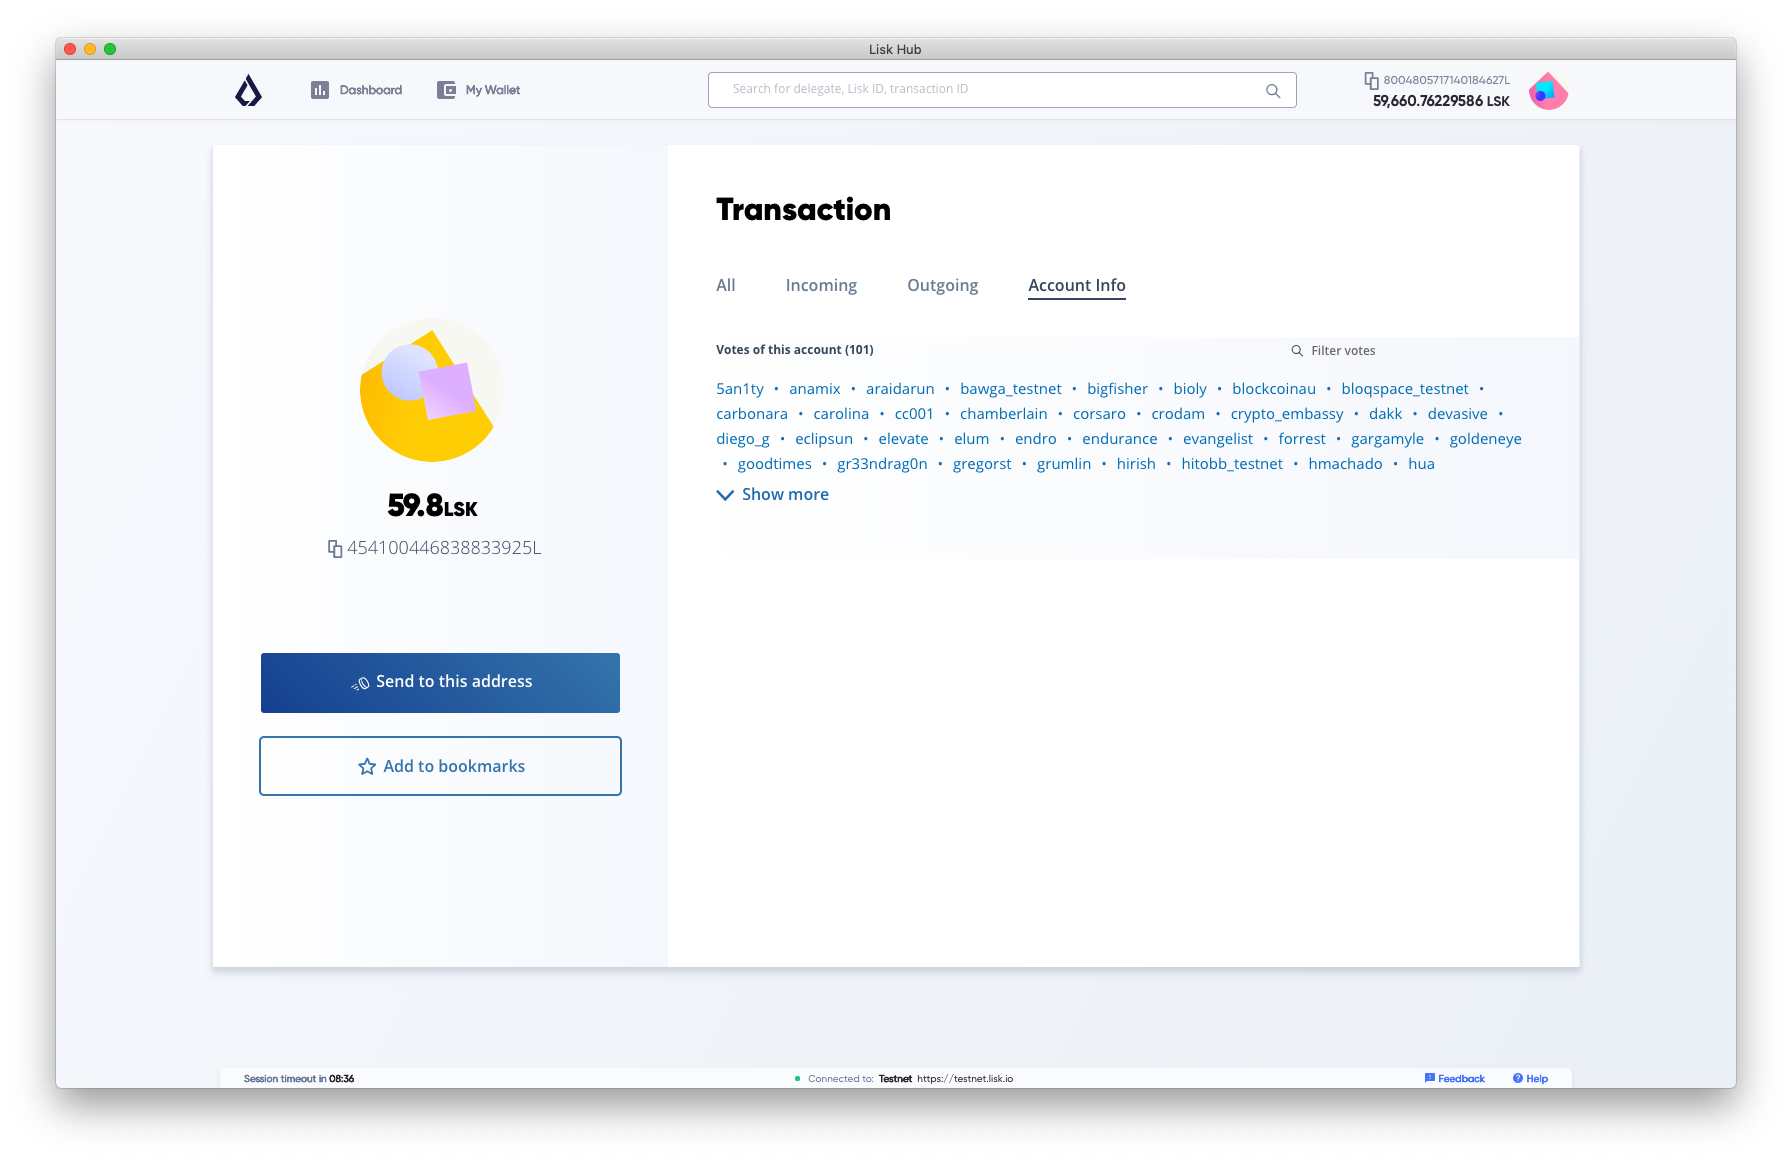 Lisk Hub
Dashboard
My Wallet
Search for delegate, Lisk ID, transaction ID
8004805717140184627L
59,660.76229586 LSK
59.8LSK
454100446838833925L
Send to this address
Add to bookmarks
Transaction
All Incoming Outgoing Account Info
Votes of this account (101)
Filter votes
5an1ty • anamix • araidarun • bawga_testnet • bigfisher • bioly • blockcoinau • bloqspace_testnet •
carbonara • carolina • cc001 • chamberlain • corsaro • crodam • crypto_embassy • dakk • devasive •
diego_g • eclipsun • elevate • elum • endro • endurance • evangelist • forrest • gargamyle • goldeneye
• goodtimes • gr33ndrag0n • gregorst • grumlin • hirish • hitobb_testnet • hmachado • hua
Show more
Session timeout in 08:36
Connected to: Testnet https://testnet.lisk.io
Feedback
Help